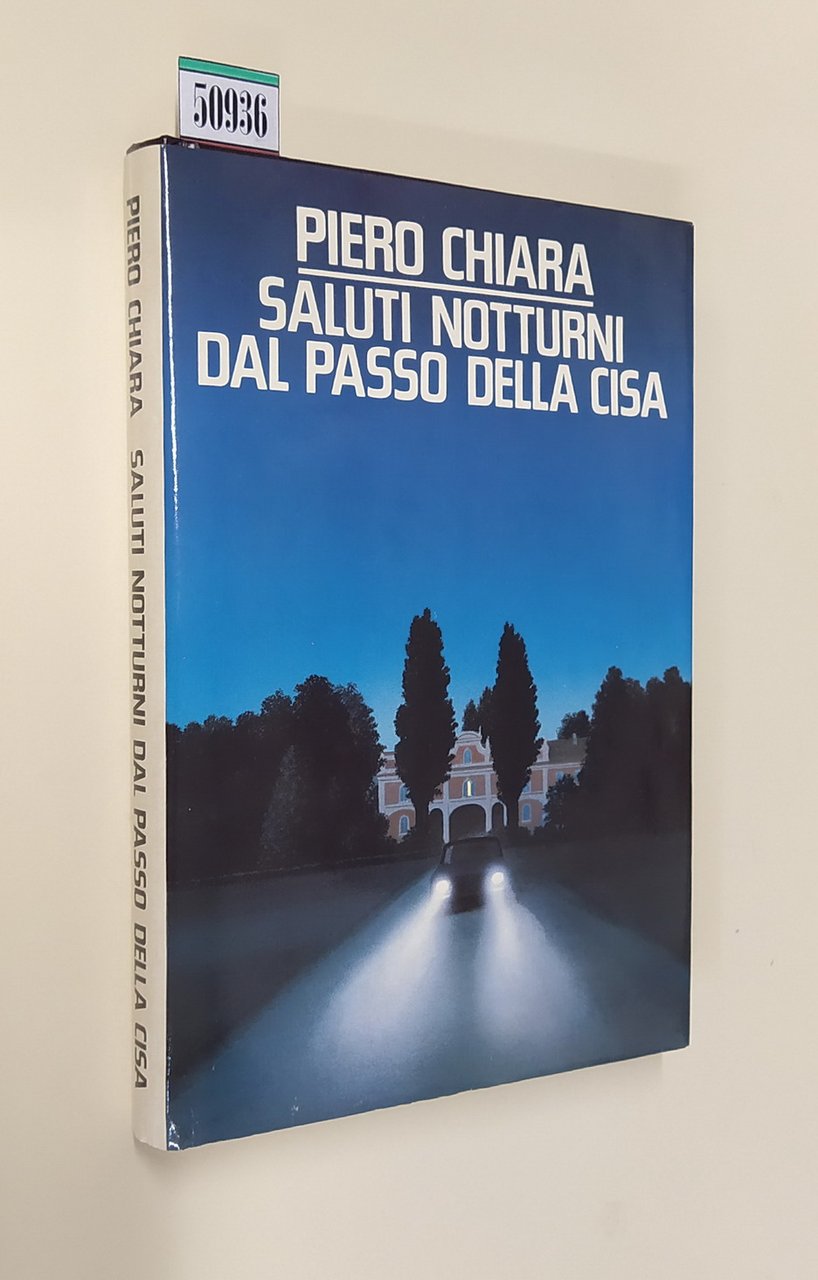 50936
PIERO CHIARA
SALUTI NOTTURNI
DAL PASSO DELLA CISA
PIERO CHIARA SALUTI NOTTURNI DAL PASSO DELLA CISA